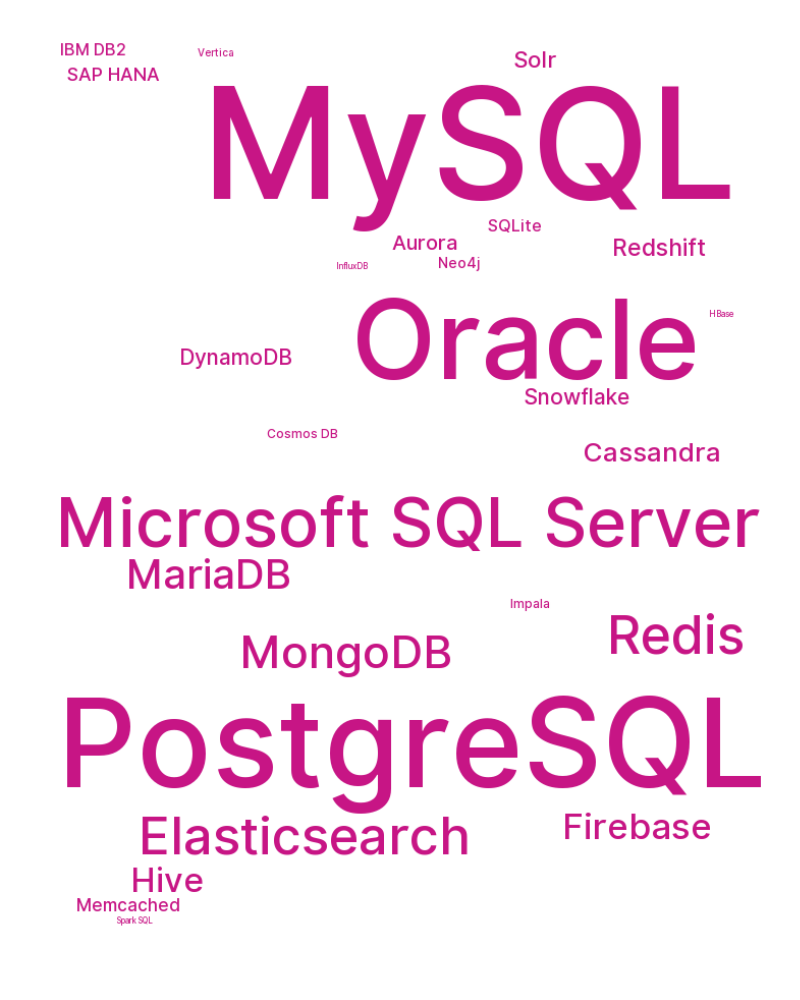 IBM DB2
Vertica
Solr
SAP HANA
MySQL
SQLite
Aurora
Redshift
Neo4j
InfluxDB
HBase
Oracle
DynamoDB
Snowflake
Cosmos DB
Cassandra
Microsoft SQL Server
MariaDB
Impala
Redis
MongoDB
PostgreSQL
Firebase
Elasticsearch
Hive
Memcached
Spark SQL